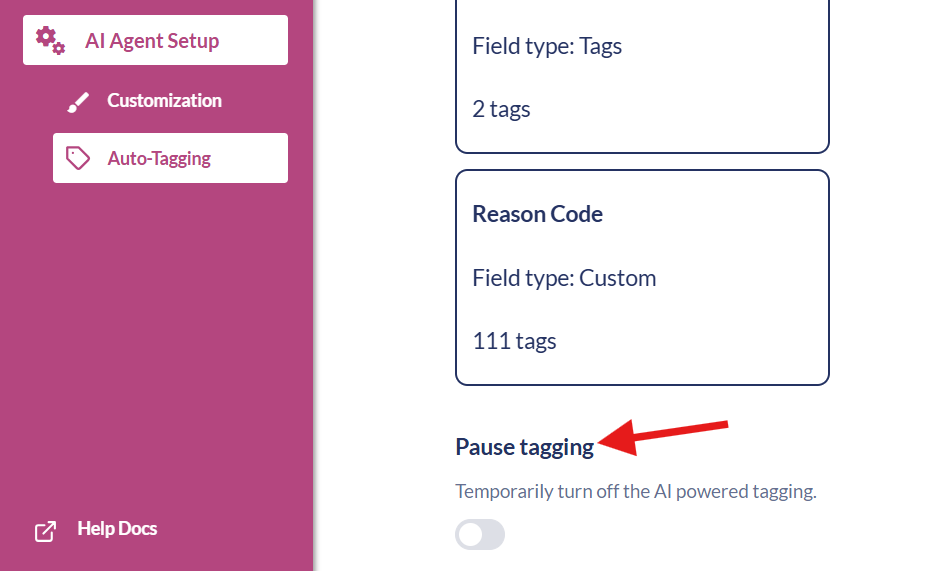 AI Agent Setup
Customization
Auto-Tagging
Help Docs
Field type: Tags
2 tags
Reason Code
Field type: Custom
111 tags
Pause tagging
Temporarily turn off the AI powered tagging.